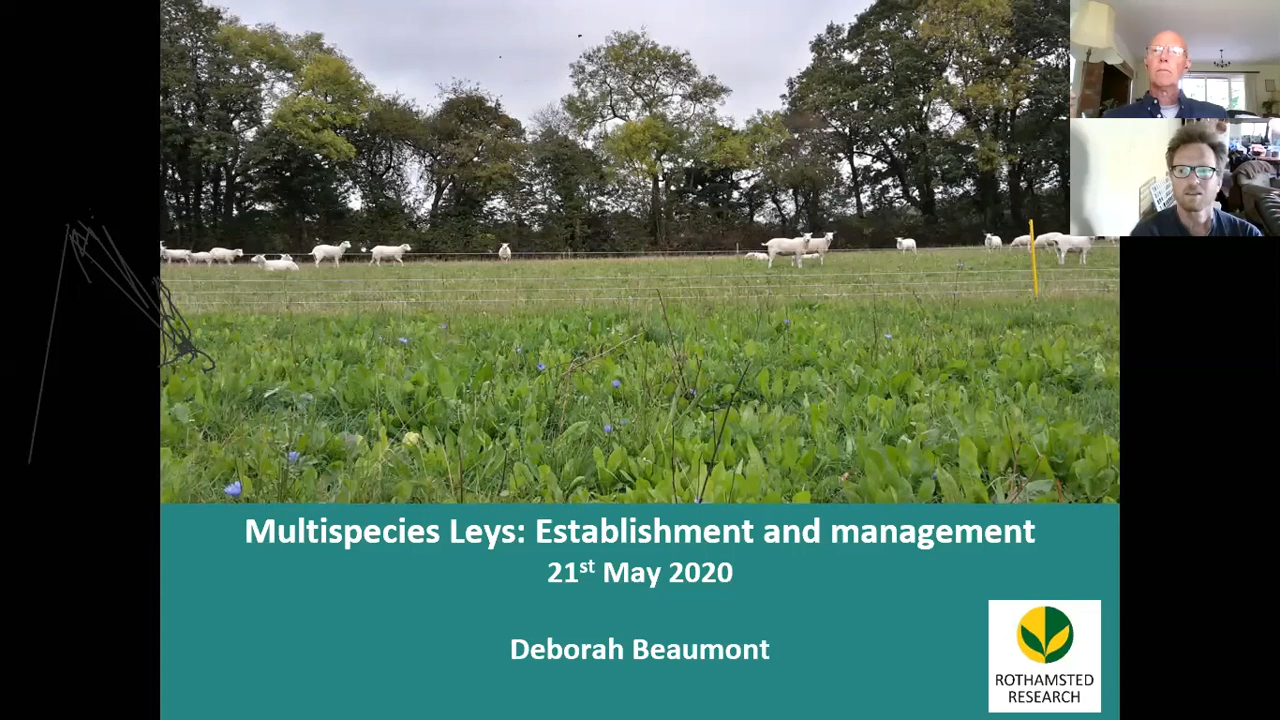 Multispecies Leys: Establishment and management
21st May 2020
Deborah Beaumont
ROTHAMSTED
RESEARCH